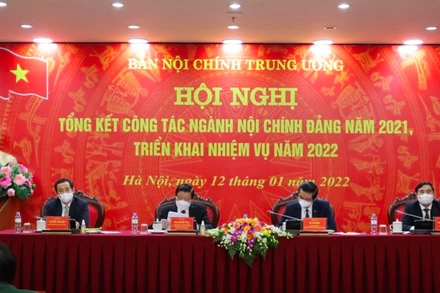 BAN NỘI CHÍNH TRUNG ƯƠNG
HỘI NGHỊ
TỔNG KẾT CÔNG TÁC NGÀNH NỘI CHÍNH ĐẢNG NĂM 2021,
TRIỂN KHAI NHIỆM VỤ NĂM 2022
Hà Nội, ngày 12 tháng 01 năm 2022